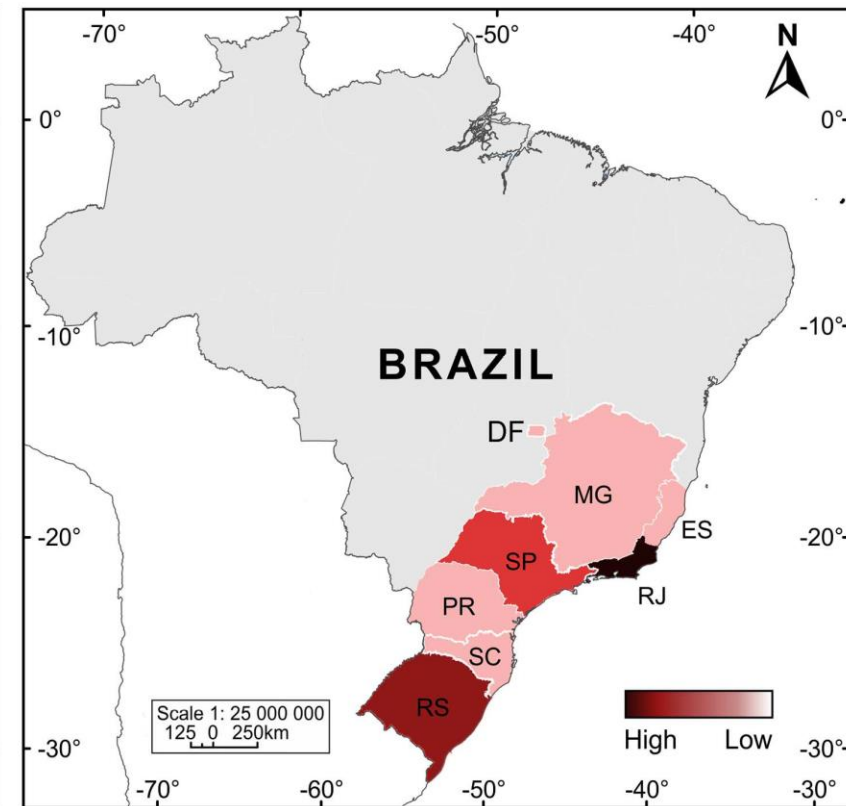 -70° -50° -40°
N
0° 0°
-10° -10°
BRAZIL
DF
MG
ES
-20° -20°
SP
RJ
PR
SC
RS
Scale 1: 25 000 000
125 0 250km
High Low
-30° -30°
-70° -60° -50° -40° -30°